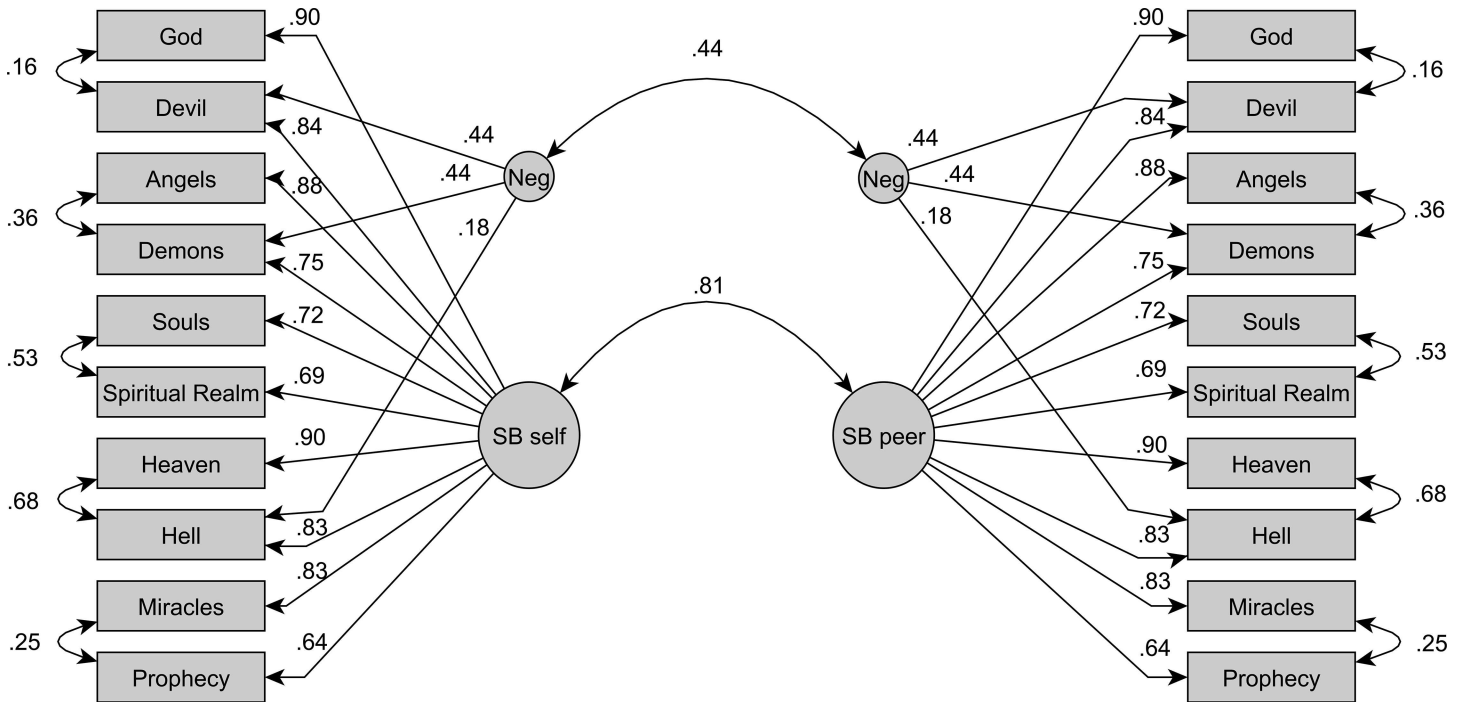 God
Devil
Angels
Demons
Souls
Spiritual Realm
Heaven
Hell
Miracles
Prophecy
.16
.36
.53
.68
.25
.90
.84
.88
.75
.72
.69
.90
.83
.83
.64
.44
.44
.18
Neg
SB self
.44
.81
Neg
SB peer
.44
.44
.18
.90
.84
.88
.75
.72
.69
.90
.83
.83
.64
God
Devil
Angels
Demons
Souls
Spiritual Realm
Heaven
Hell
Miracles
Prophecy
.16
.36
.53
.68
.25